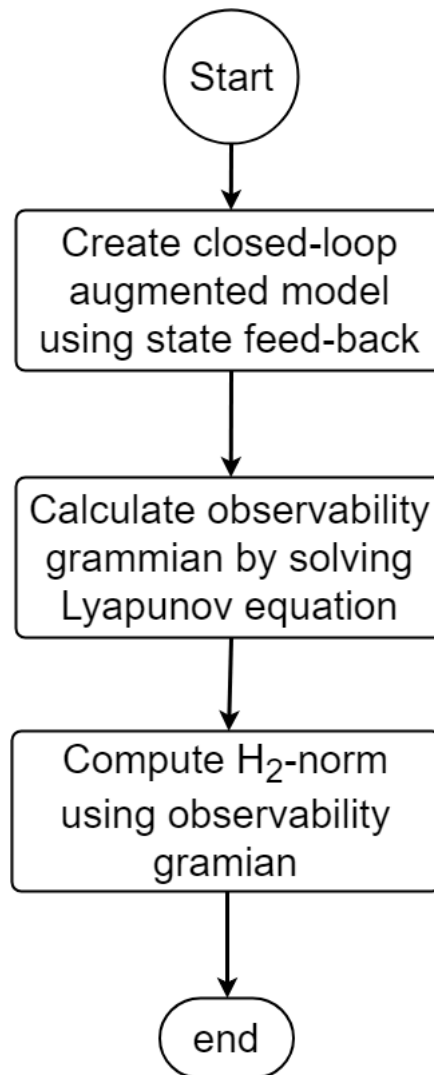 Start
Create closed-loop
augmented model
using state feed-back
Calculate observability
grammian by solving
Lyapunov equation
Compute H₂-norm
using observability
gramian
end